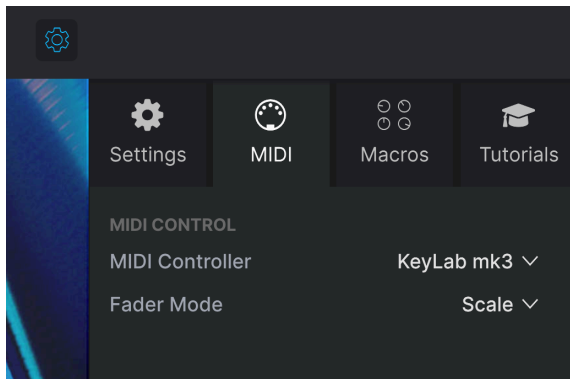 Settings MIDI Macros Tutorials
MIDI CONTROL
MIDI Controller KeyLab mk3
Fader Mode Scale